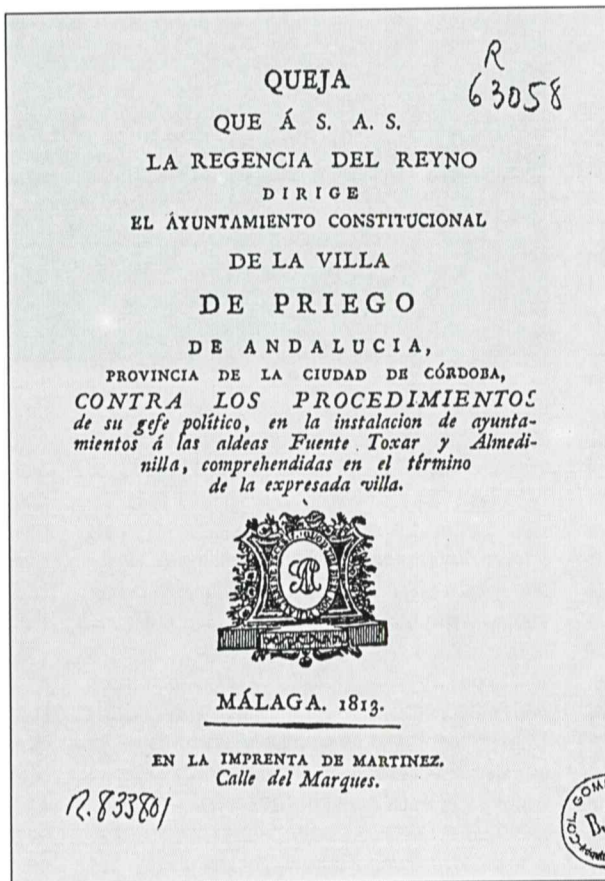 R
63058
QUEJA
QUE Á S. A. S.
LA REGENCIA DEL REYNO
DIRIGE
EL ÁYUNTAMIENTO CONSTITUCIONAL
DE LA VILLA
DE PRIEGO
DE ANDALUCIA,
PROVINCIA DE LA CIUDAD DE CÓRDOBA,
CONTRA LOS PROCEDIMIENTOS
de su gefe político, en la instalacion de ayunta-
mientos á las aldeas Fuente Toxar y Almedi-
nilla, comprehendidas en el término
de la expresada villa.
MÁLAGA. 1813.
EN LA IMPRENTA DE MARTINEZ.
Calle del Marques.
R.833801